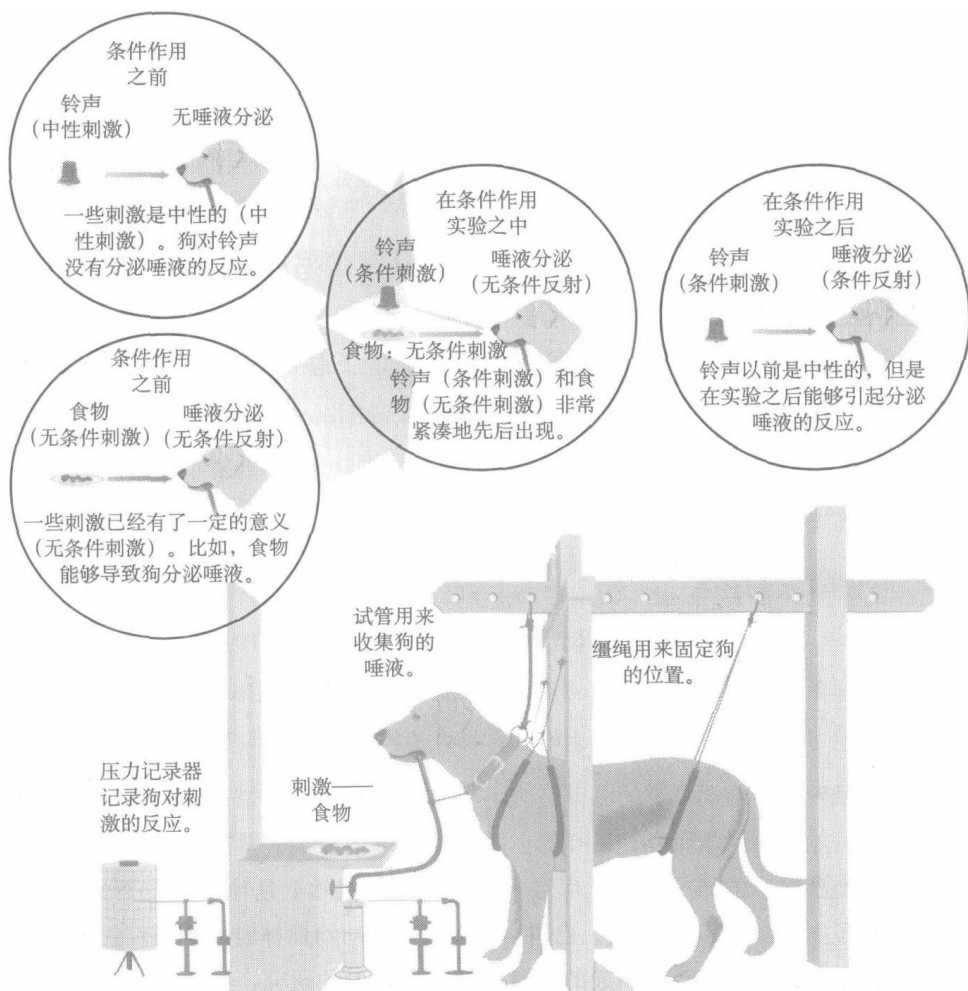 条件作用
之前
铃声
(中性刺激)
无唾液分泌
一些刺激是中性的(中
性刺激)。狗对铃声
没有分泌唾液的反应。
条件作用
之前
食物
(无条件刺激)
唾液分泌
(无条件反射)
一些刺激已经有了一定的意义
(无条件刺激)。比如,食物
能够导致狗分泌唾液。
在条件作用
实验之中
铃声
(条件刺激)
唾液分泌
(无条件反射)
食物:无条件刺激
铃声(条件刺激)和食
物(无条件刺激)非常
紧凑地先后出现。
在条件作用
实验之后
铃声
(条件刺激)
唾液分泌
(条件反射)
铃声以前是中性的,但是
在实验之后能够引起分泌
唾液的反应。
试管用来
收集狗的
唾液。
缰绳用来固定狗
的位置。
压力记录器
记录狗对刺
激的反应。
刺激——
食物